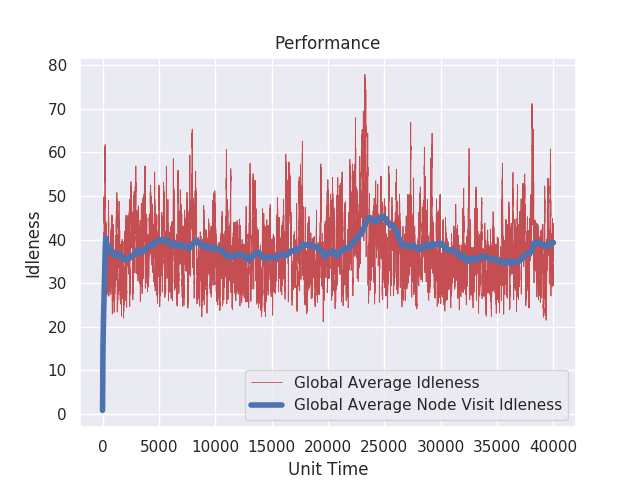 Performance
80
70
60
50
40
30
20
10
0
Idleness
Global Average Idleness
Global Average Node Visit Idleness
0 5000 10000 15000 20000 25000 30000 35000 40000
Unit Time